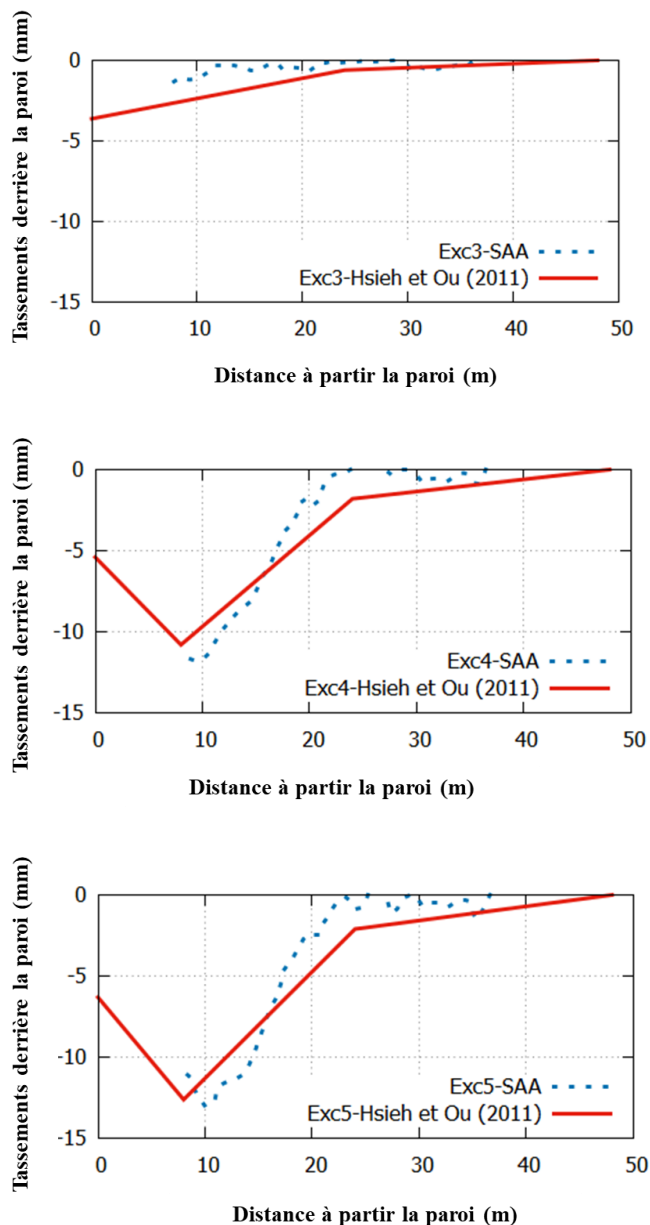 Tassements derrière la paroi (mm)
0
-5
-10
-15
Exc3-SAA
Exc3-Hsieh et Ou (2011)
0 10 20 30 40 50
Distance à partir la paroi (m)
Tassements derrière la paroi (mm)
0
-5
-10
-15
Exc4-SAA
Exc4-Hsieh et Ou (2011)
0 10 20 30 40 50
Distance à partir la paroi (m)
Tassements derrière la paroi (mm)
0
-5
-10
-15
Exc5-SAA
Exc5-Hsieh et Ou (2011)
0 10 20 30 40 50
Distance à partir la paroi (m)